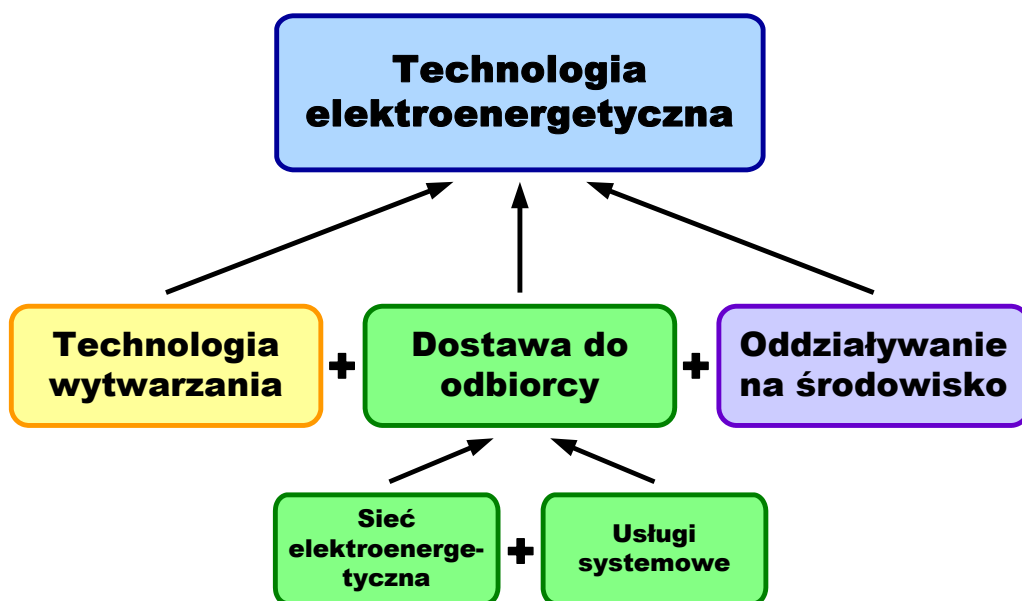 Technologia
elektroenergetyczna
Technologia
wytwarzania
+
Dostawa do
odbiorcy
+
Oddziaływanie
na środowisko
Sieć
elektroenerge-
tyczna
+
Usługi
systemowe